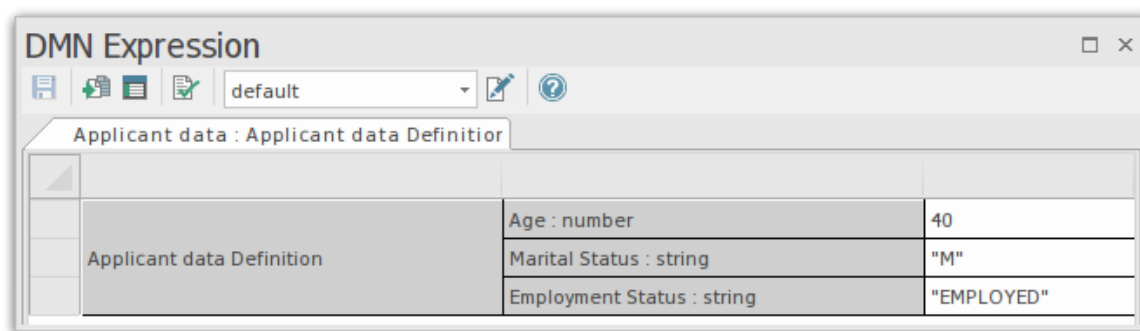 DMN Expression
default
Applicant data : Applicant data Definition
Age : number
40
Applicant data Definition
Marital Status : string
"M"
Employment Status : string
"EMPLOYED"